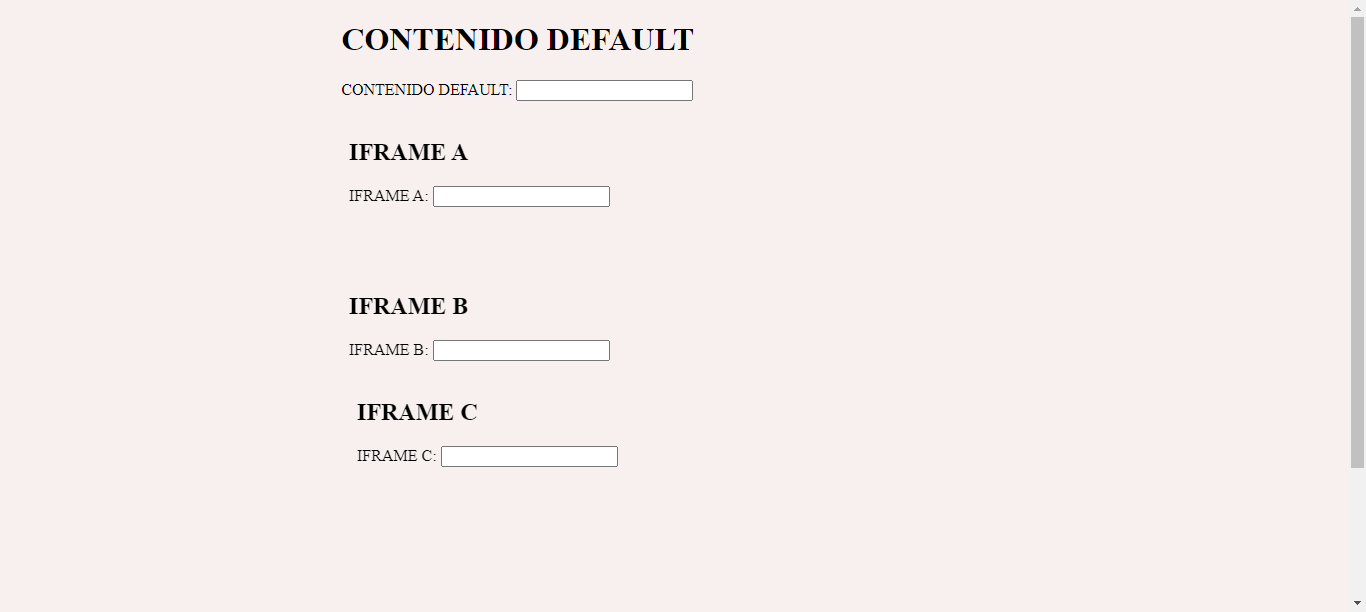 CONTENIDO DEFAULT
CONTENIDO DEFAULT:
IFRAME A
IFRAME A:
IFRAME B
IFRAME B:
IFRAME C
IFRAME C: